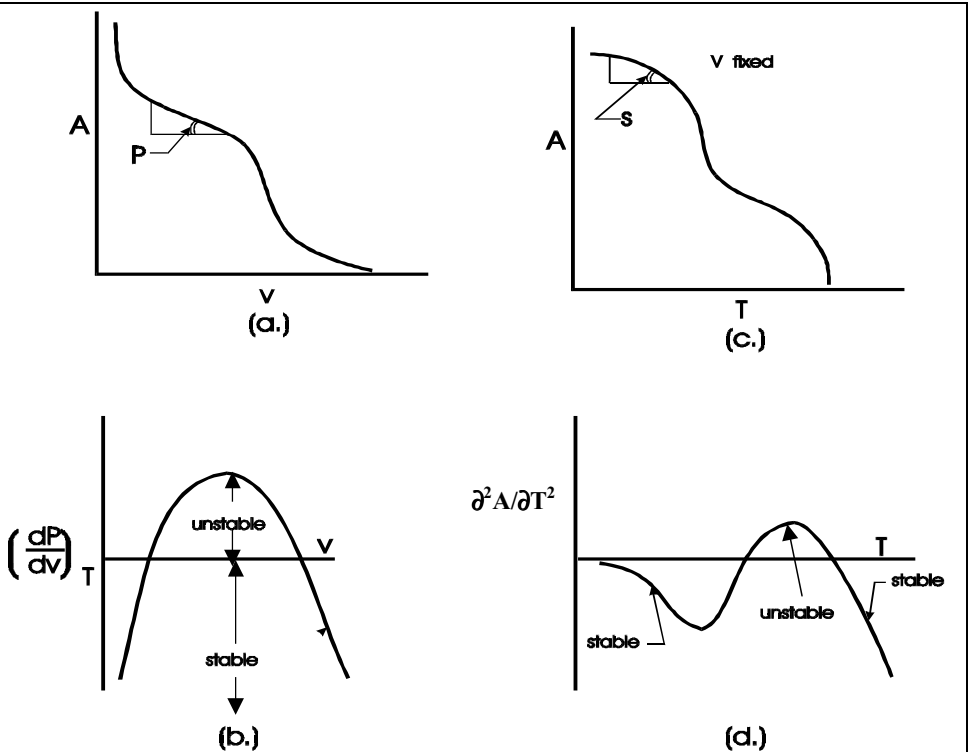 A
P
v
(a.)
V fixed
S
A
T
(c.)
(dP/dv)T
unstable
v
stable
(b.)
∂²A/∂T²
T
stable
unstable
stable
(d.)